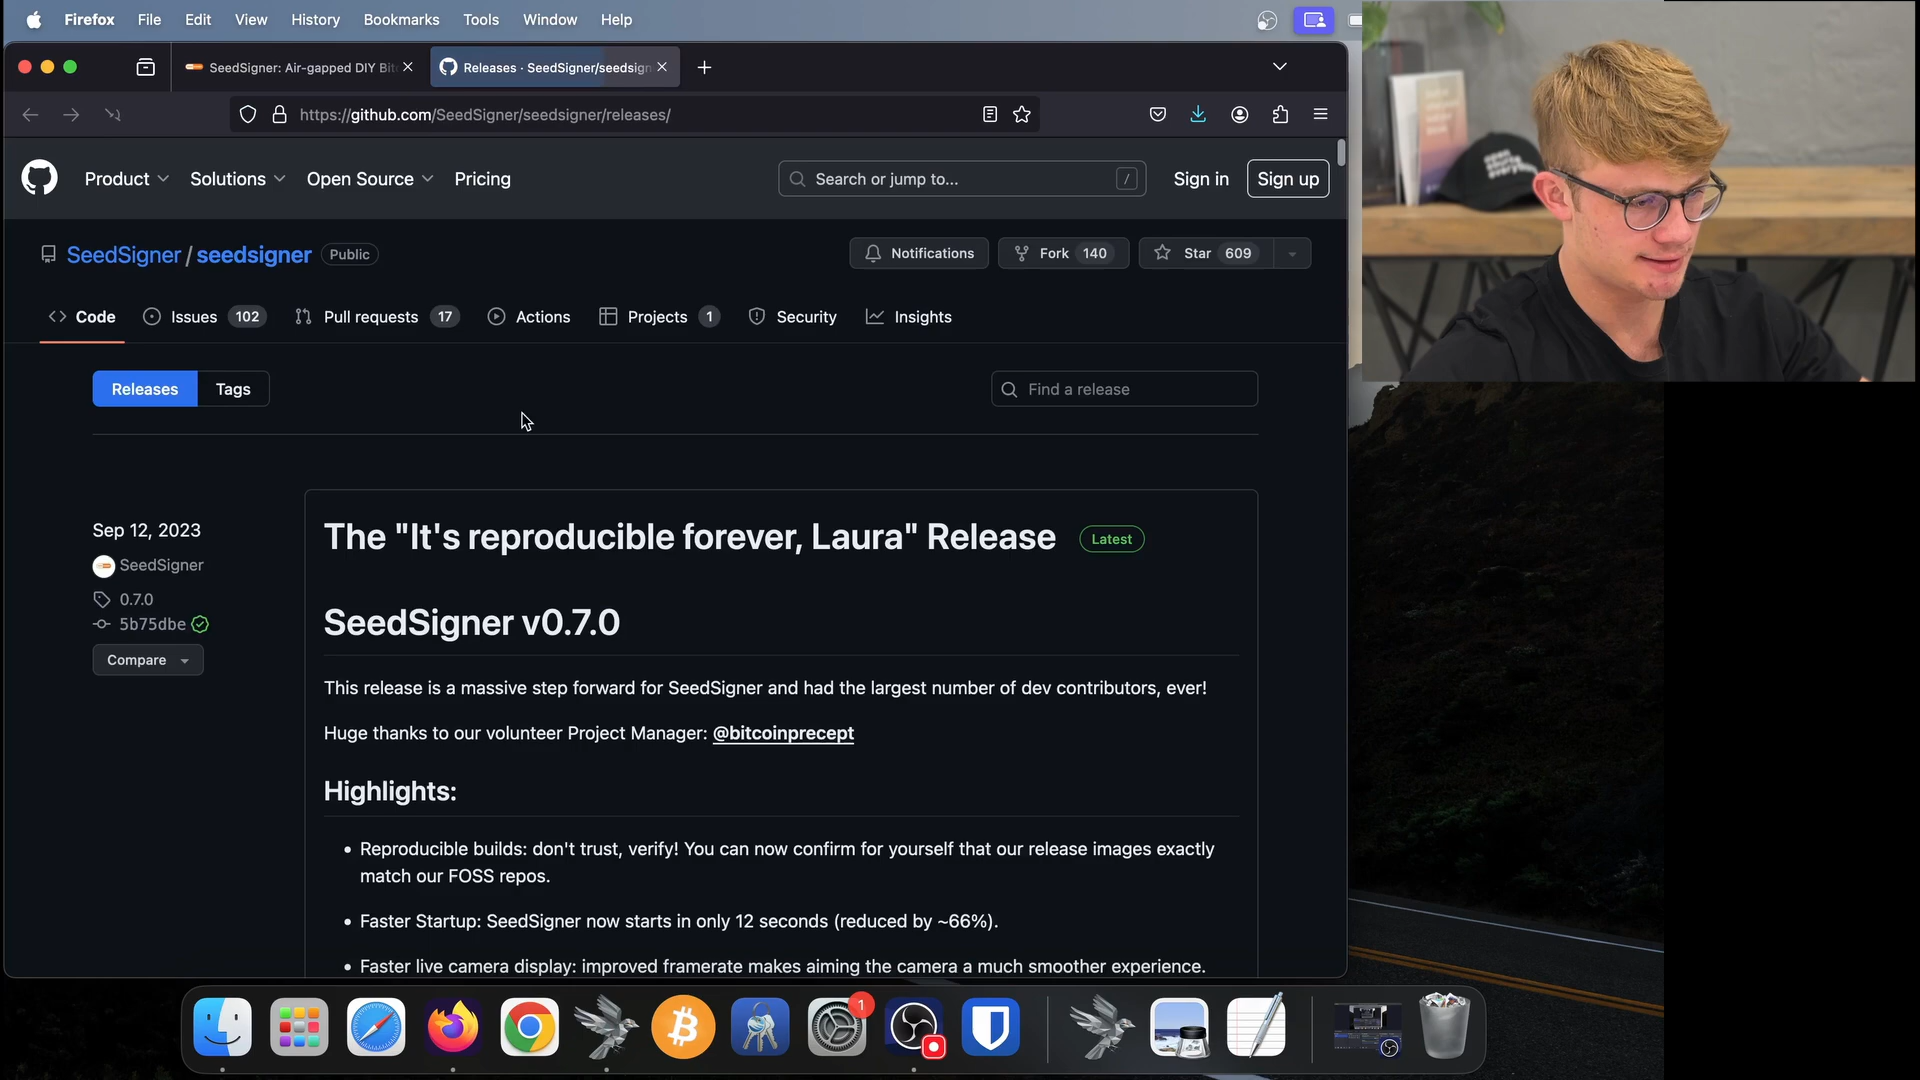 Firefox File Edit View History Bookmarks Tools Window Help
SeedSigner: Air-gapped DIY Bit
Releases · SeedSigner/seedsign
https://github.com/SeedSigner/seedsigner/releases/
Product Solutions Open Source Pricing
Search or jump to... /
Sign in Sign up
SeedSigner / seedsigner Public
Notifications Fork 140 Star 609
Code Issues 102 Pull requests 17 Actions Projects 1 Security Insights
Releases Tags
Find a release
Sep 12, 2023
SeedSigner
0.7.0
5b75dbe
Compare
The "It's reproducible forever, Laura" Release Latest
SeedSigner v0.7.0
This release is a massive step forward for SeedSigner and had the largest number of dev contributors, ever!
Huge thanks to our volunteer Project Manager: @bitcoinprecept
Highlights:
• Reproducible builds: don't trust, verify! You can now confirm for yourself that our release images exactly
match our FOSS repos.
• Faster Startup: SeedSigner now starts in only 12 seconds (reduced by ~66%).
• Faster live camera display: improved framerate makes aiming the camera a much smoother experience.
1